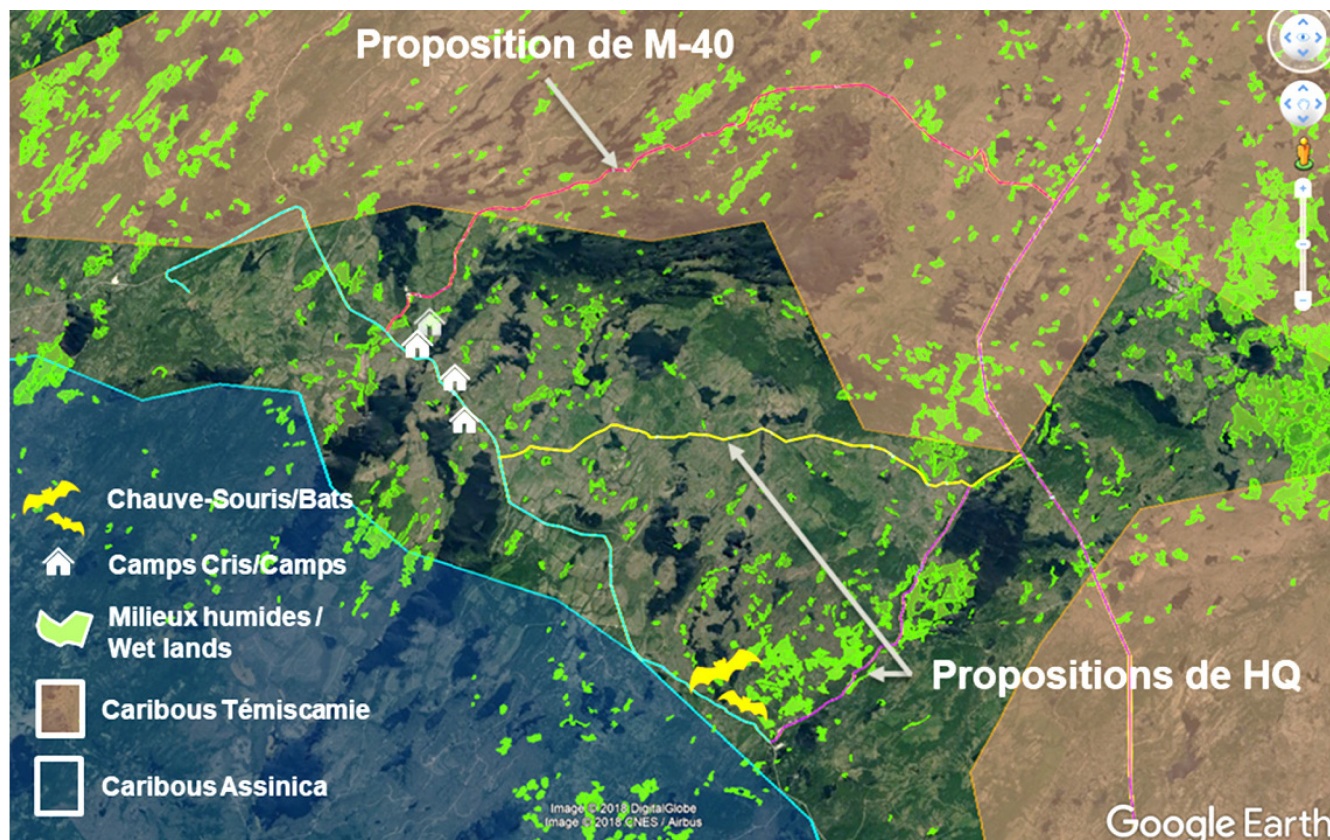 Proposition de M-40
Chauve-Souris/Bats
Camps Cris/Camps
Milieux humides /
Wet lands
Propositions de HQ
Caribous Témiscamie
Caribous Assinica
Image © 2018 DigitalGlobe
Image © 2018 CNES / Airbus
Google Earth